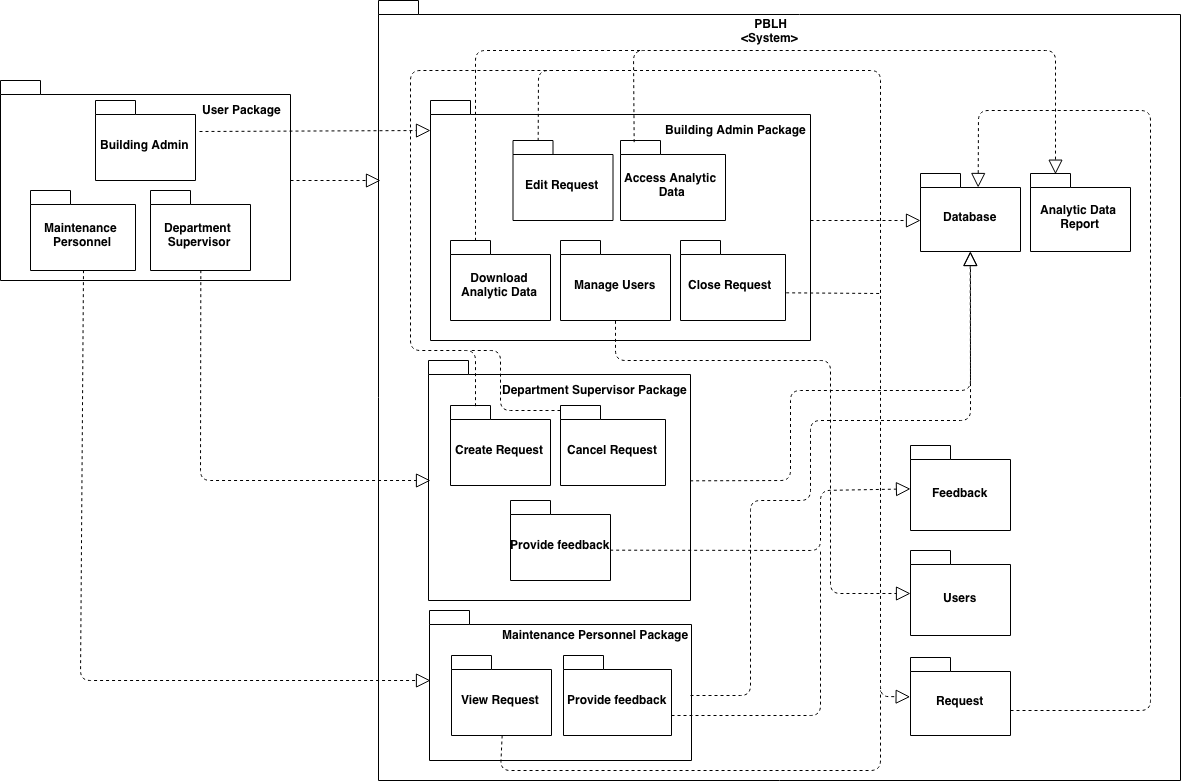 PBLH
<System>
User Package
Building Admin
Maintenance
Personnel
Department
Supervisor
Building Admin Package
Edit Request
Access Analytic
Data
Download
Analytic Data
Manage Users
Close Request
Database
Analytic Data
Report
Department Supervisor Package
Create Request
Cancel Request
Provide feedback
Feedback
Users
Maintenance Personnel Package
View Request
Provide feedback
Request